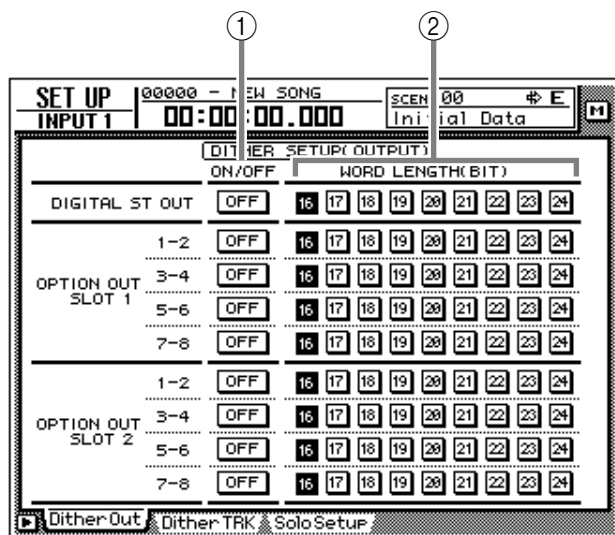 ① ②
SET UP 00000 - NEW SONG SCEN 00 E M
INPUT 1 00:00:00.000 Initial Data
DITHER SETUP(OUTPUT)
ON/OFF WORD LENGTH(BIT)
DIGITAL ST OUT OFF 16 17 18 19 20 21 22 23 24
1-2 OFF 16 17 18 19 20 21 22 23 24
OPTION OUT 3-4 OFF 16 17 18 19 20 21 22 23 24
SLOT 1 5-6 OFF 16 17 18 19 20 21 22 23 24
7-8 OFF 16 17 18 19 20 21 22 23 24
1-2 OFF 16 17 18 19 20 21 22 23 24
OPTION OUT 3-4 OFF 16 17 18 19 20 21 22 23 24
SLOT 2 5-6 OFF 16 17 18 19 20 21 22 23 24
7-8 OFF 16 17 18 19 20 21 22 23 24
Dither Out Dither TRK Solo Setup